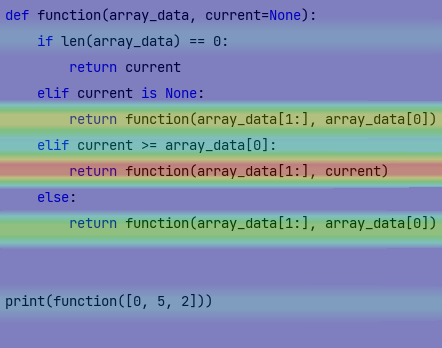 def function(array_data, current=None):
    if len(array_data) == 0:
        return current
    elif current is None:
        return function(array_data[1:], array_data[0])
    elif current >= array_data[0]:
        return function(array_data[1:], current)
    else:
        return function(array_data[1:], array_data[0])
print(function([0, 5, 2]))